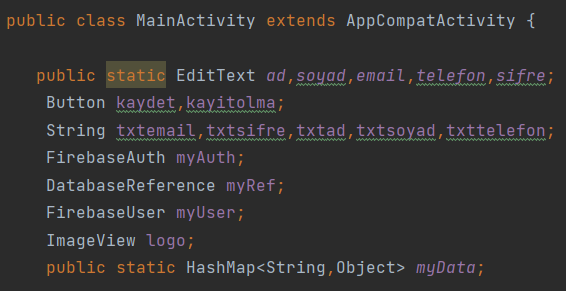 public class MainActivity extends AppCompatActivity {
public static EditText ad,soyad,email,telefon,sifre;
Button kaydet,kayitolma;
String txtemail,txtsifre,txtad,txtsoyad,txttelefon;
FirebaseAuth myAuth;
DatabaseReference myRef;
FirebaseUser myUser;
ImageView logo;
public static HashMap<String,Object> myData;